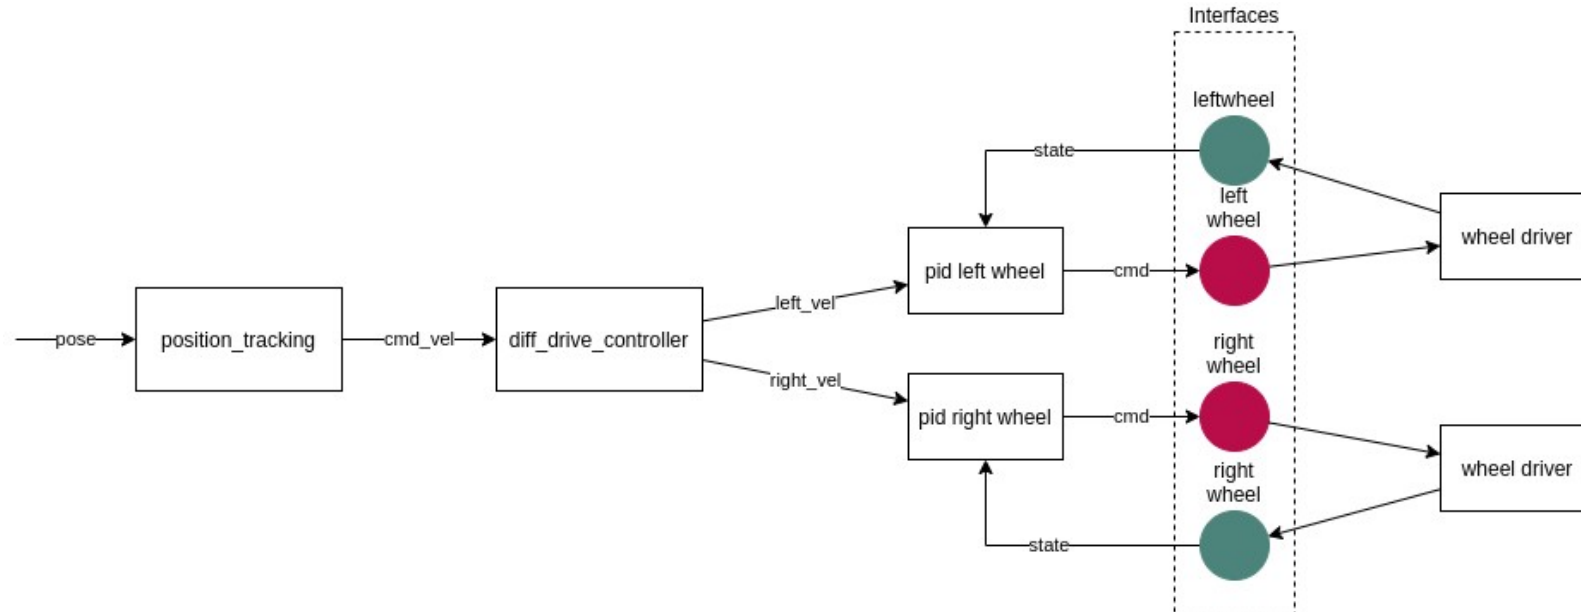 Interfaces
leftwheel
state
left
wheel
wheel driver
pid left wheel
cmd
left_vel
pose
position_tracking
cmd_vel
diff_drive_controller
right
wheel
right_vel
pid right wheel
cmd
wheel driver
right
wheel
state